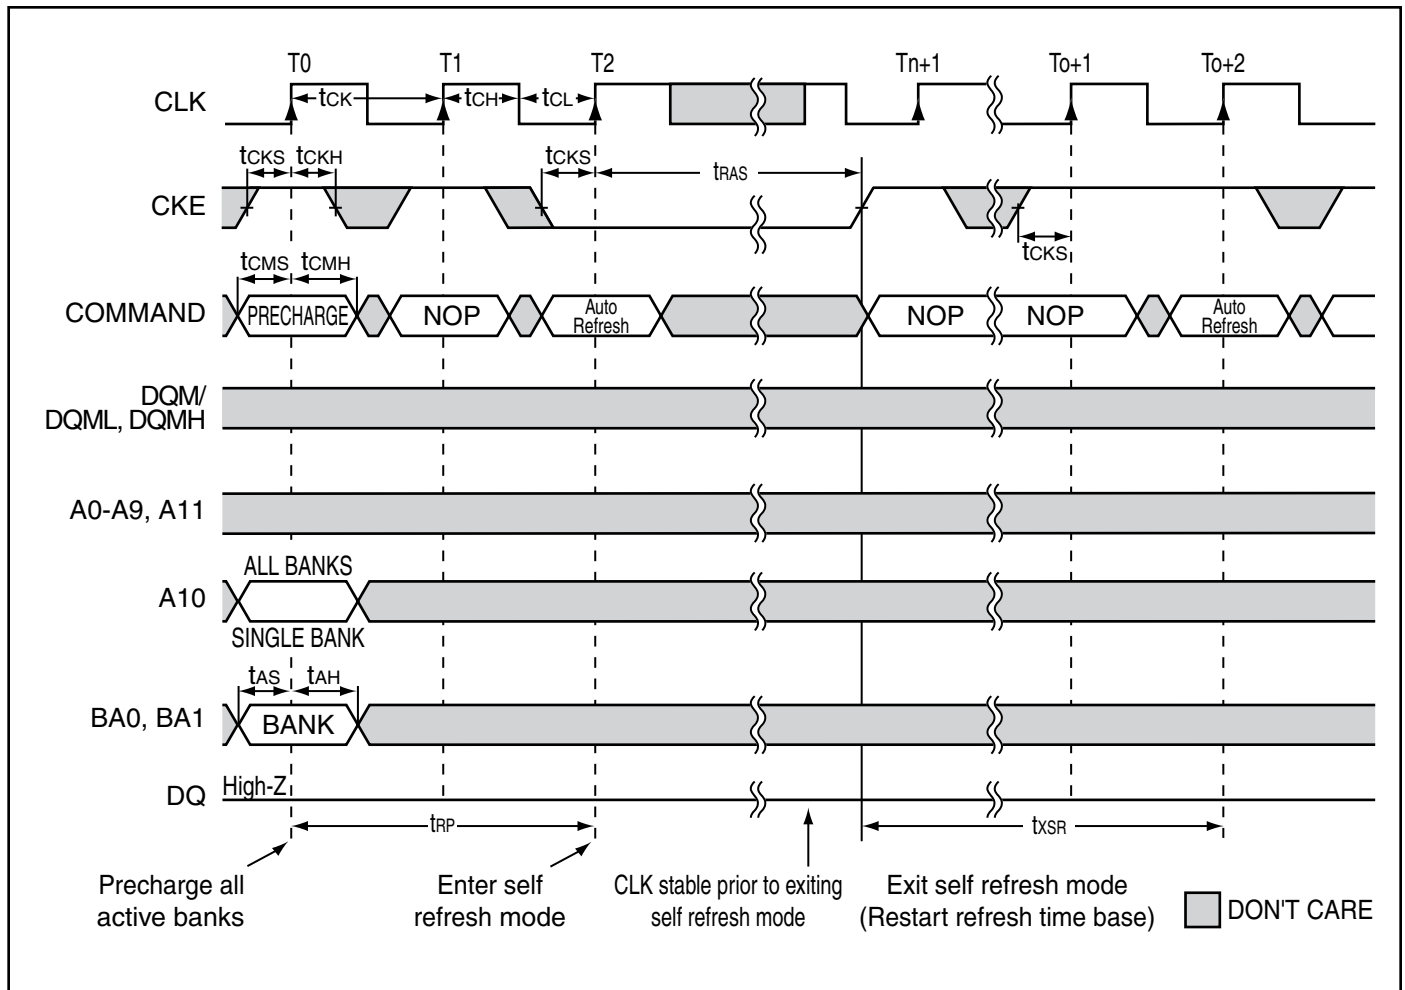 T0 T1 T2 Tn+1 To+1 To+2
CLK tCK tCH tCL
tCKS tCKH tCKS tRAS
CKE
tCKS
tCMS tCMH
COMMAND PRECHARGE NOP Auto Refresh NOP NOP Auto Refresh
DQM/
DQML, DQMH
A0-A9, A11
ALL BANKS
A10
SINGLE BANK
tAS tAH
BA0, BA1 BANK
DQ High-Z
tRP tXSR
Precharge all
active banks
Enter self
refresh mode
CLK stable prior to exiting
self refresh mode
Exit self refresh mode
(Restart refresh time base)
DON'T CARE